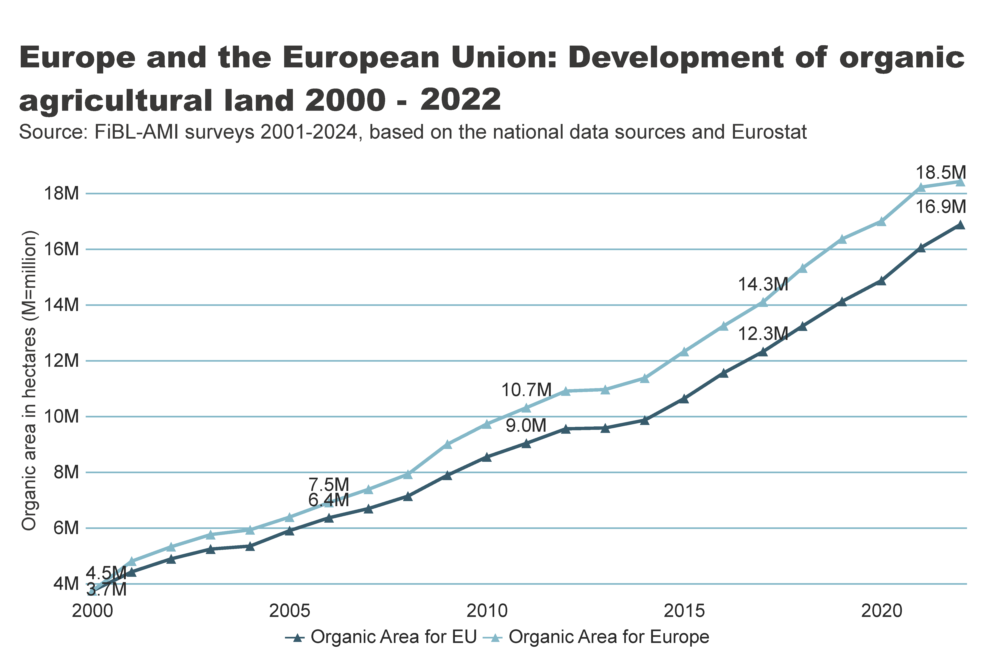 Europe and the European Union: Development of organic
agricultural land 2000 - 2022
Source: FiBL-AMI surveys 2001-2024, based on the national data sources and Eurostat
18.5M
18M
16.9M
16M
14.3M
14M
12.3M
12M
10.7M
10M
9.0M
8M
7.5M
6.4M
6M
4.5M
4M
3.7M
Organic area in hectares (M=million)
2000 2005 2010 2015 2020
Organic Area for EU Organic Area for Europe